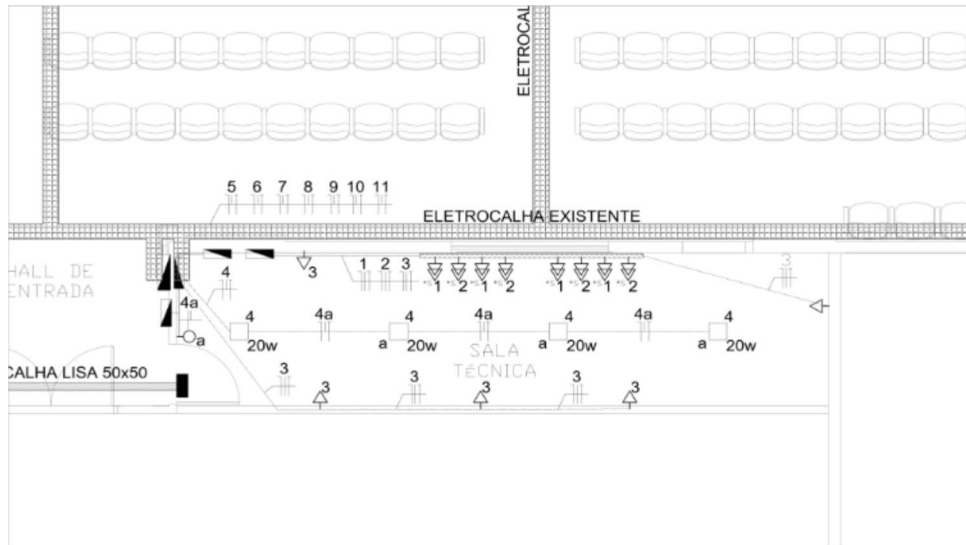 ELETROCAL
5 6 7 8 9 10 11
ELETROCALHA EXISTENTE
HALL DE
ENTRADA
3
1 2 3
1 2 1 2 1 2 1 2
3
4
4a
a
4 4a 4 4a 4 4a 4
20w a 20w a 20w a 20w
SALA
TÉCNICA
CALHA LISA 50x50
3 3 3 3 3 3